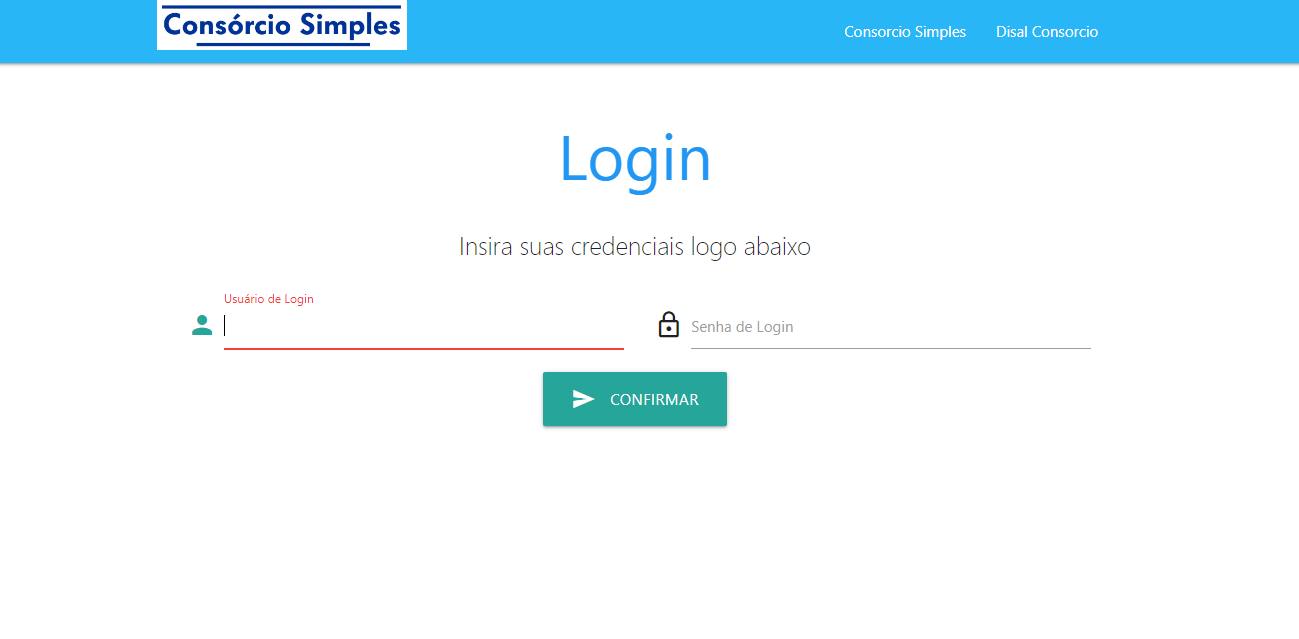 Consórcio Simples
Consorcio Simples
Disal Consorcio
Login
Insira suas credenciais logo abaixo
Usuário de Login
Senha de Login
CONFIRMAR